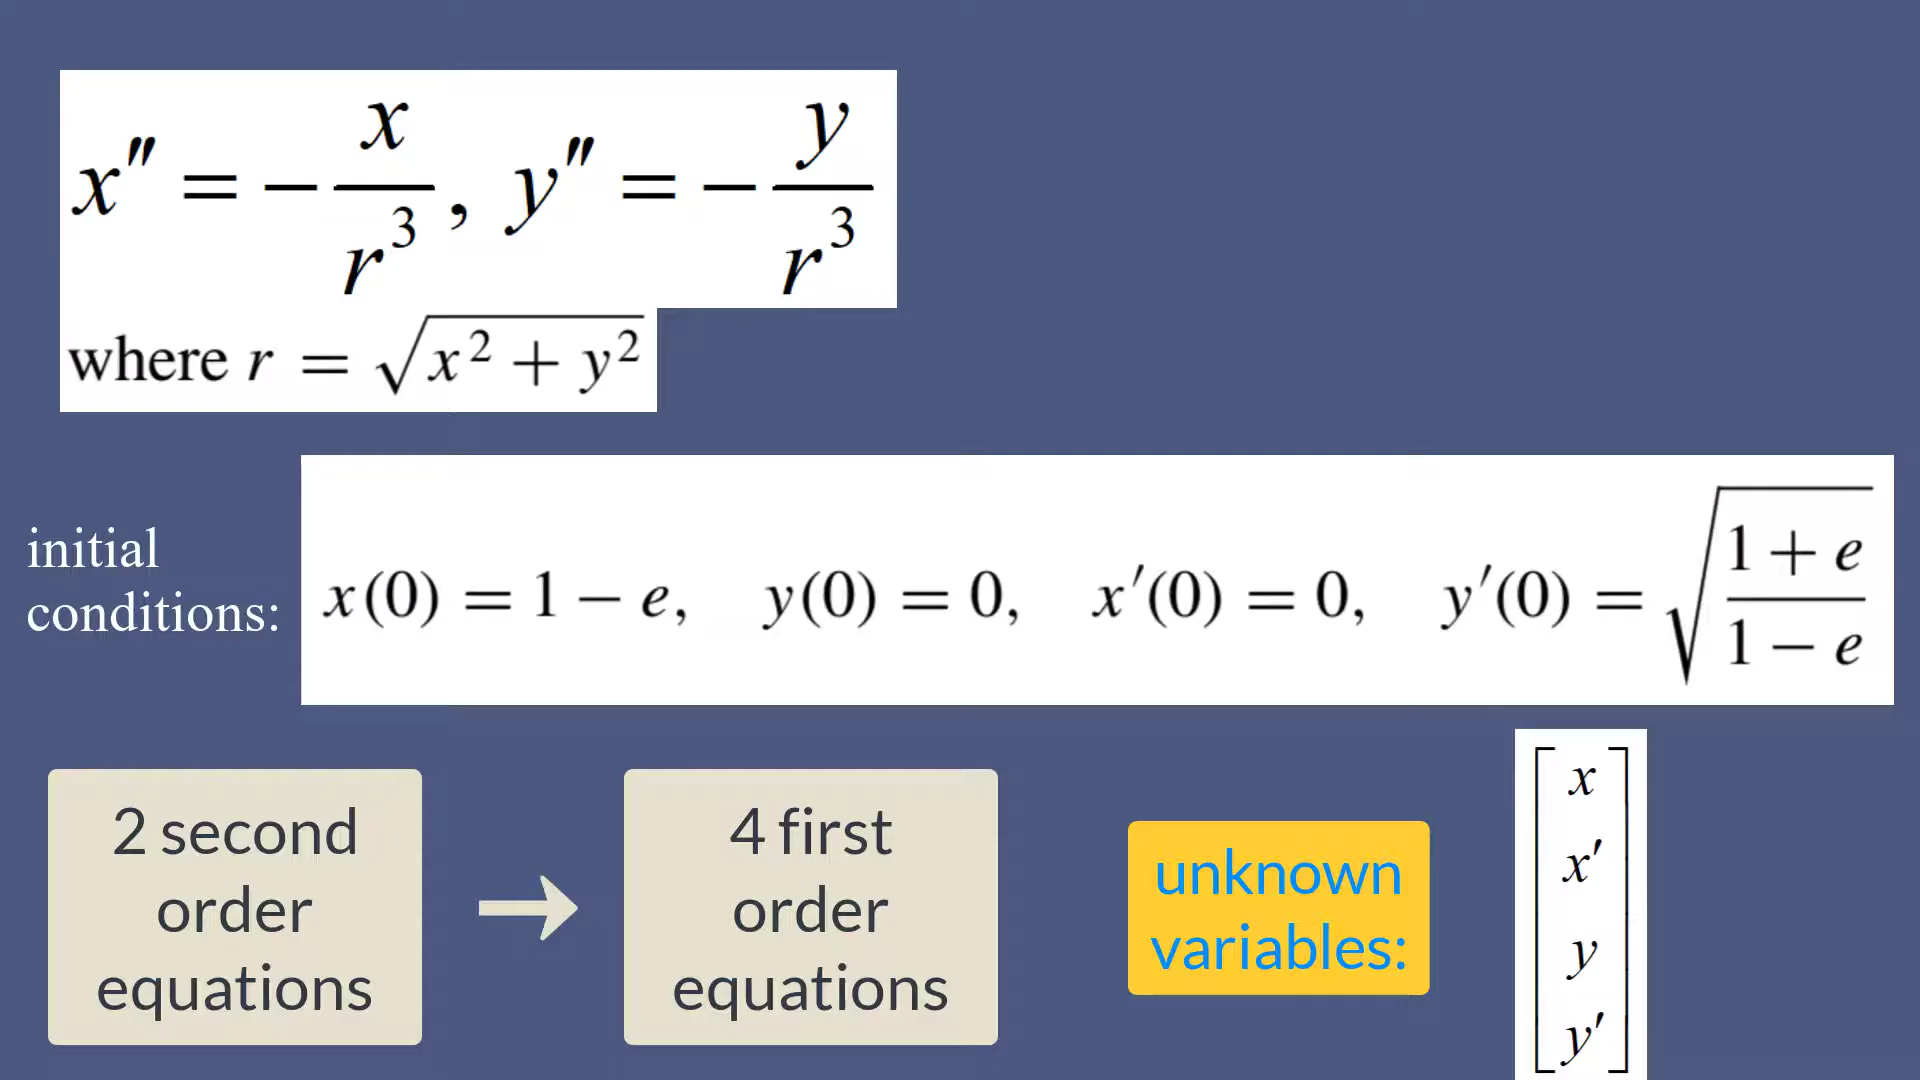 x″ = −x/r³, y″ = −y/r³
where r = √(x² + y²)
initial
conditions:
x(0) = 1 − e, y(0) = 0, x′(0) = 0, y′(0) = √((1 + e)/(1 − e))
2 second
order
equations
→
4 first
order
equations
unknown
variables:
x
x′
y
y′